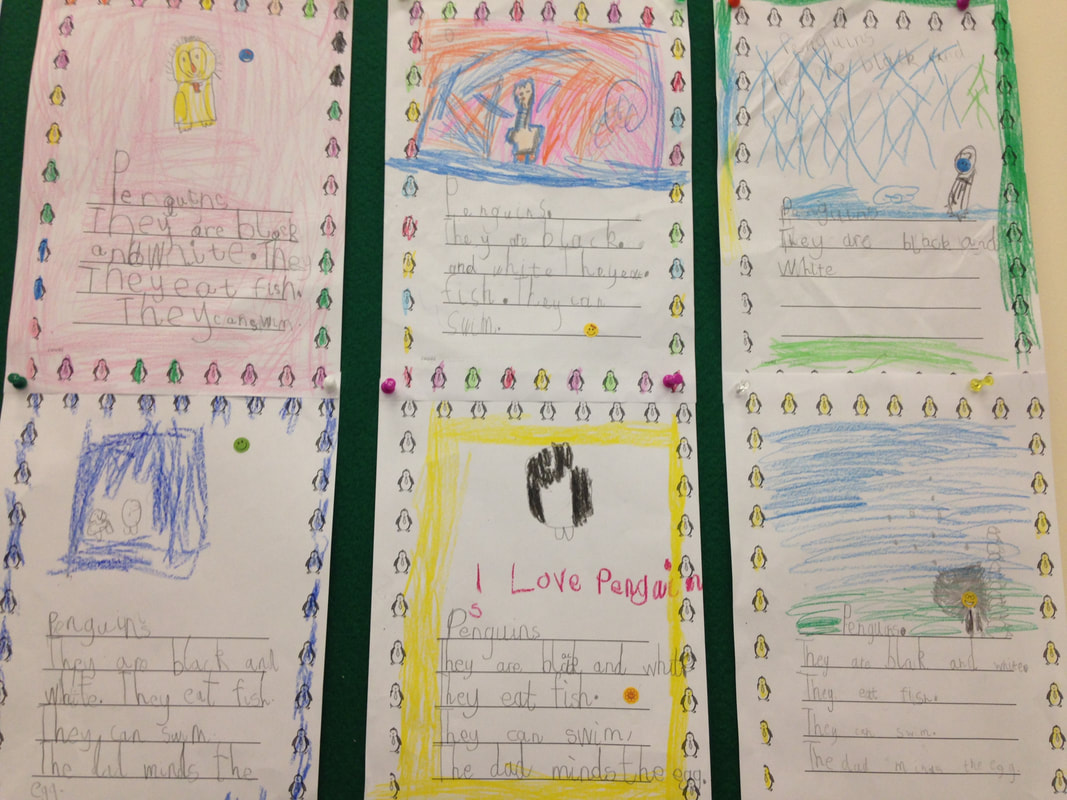 Penguins
They are black
and white. They
They eat fish.
They can swim.
Penguins.
They are black.
and white
fish. They can
swim.
Penguins
black and
Penguins
They are black and
white
Penguins
They are black and
white. They eat fish
They can swim.
The dad minds the
egg.
I Love Pengain
s
Penguins
They are black and white
They eat fish.
They can swim,
The dad minds the egg.
Penguins.
They are blak and white.
They eat fish.
They can swim.
The dad the egg.